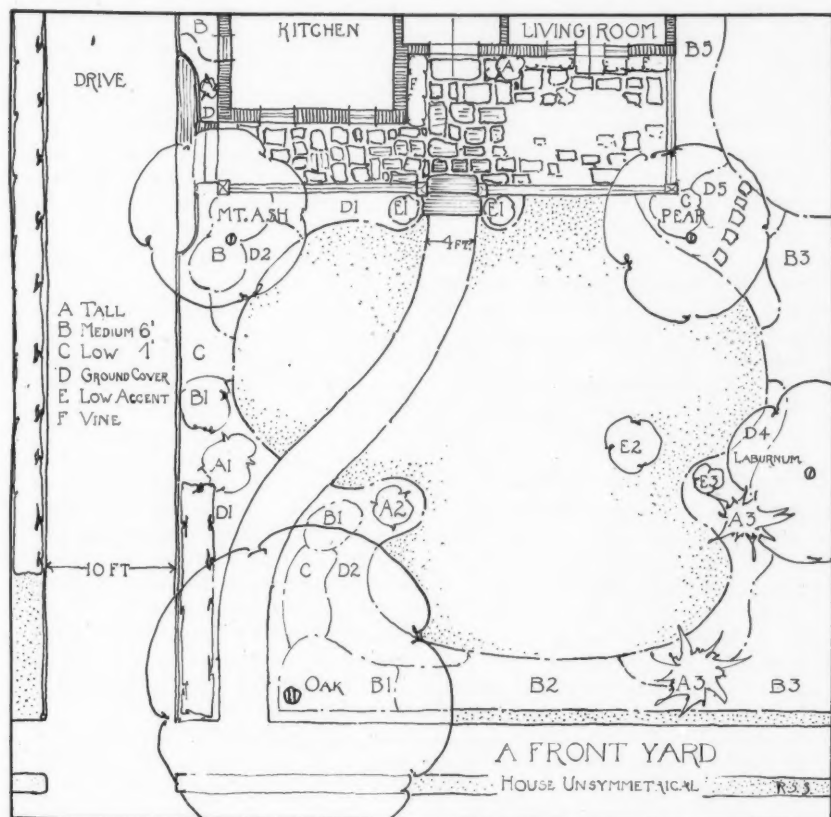 B
KITCHEN
LIVING ROOM
DRIVE
A
D
F
A
F
F
B5
MT. ASH
D1
E1
E1
C
D5
PEAR
B
D2
4 FT.
B3
A TALL
B MEDIUM 6'
C LOW 1'
D GROUND COVER
E LOW ACCENT
F VINE
C
B1
A1
E2
D4
LABURNUM
E3
D1
B1
A2
A3
10 FT
C
D2
OAK
B1
B2
A3
B3
A FRONT YARD
HOUSE UNSYMETRICAL
R.S.S.